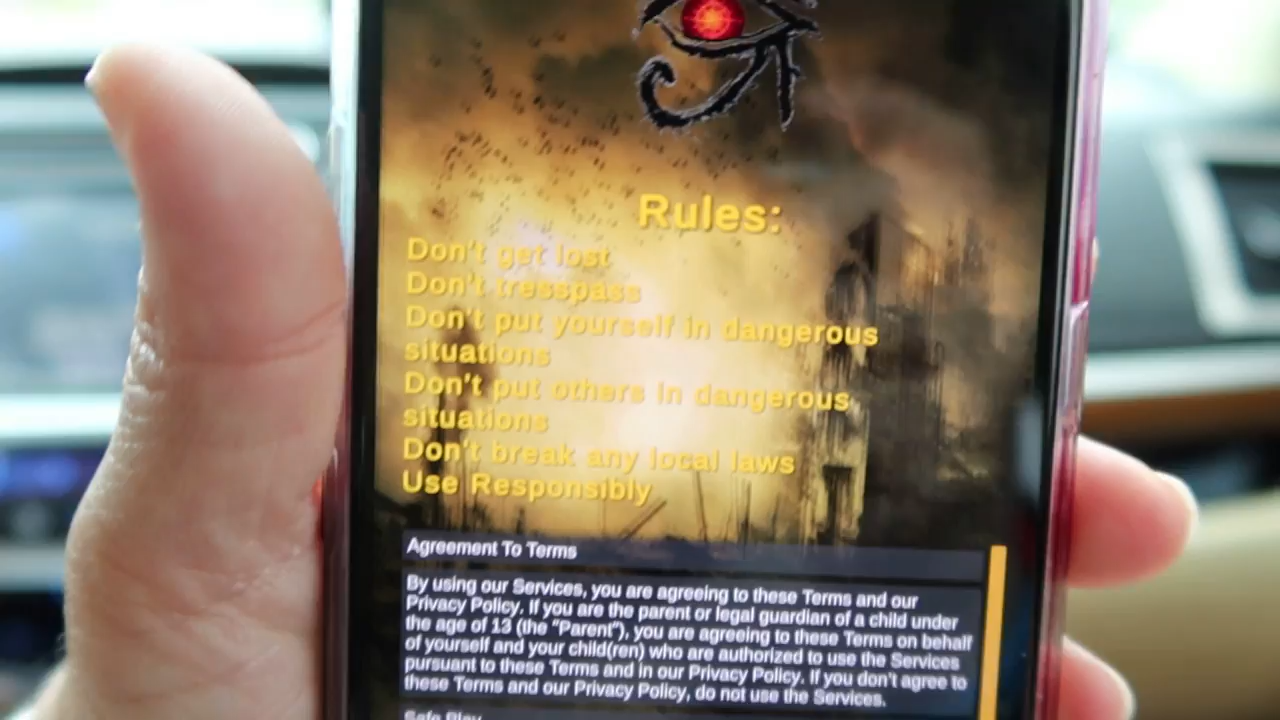 Rules:
Don't get lost
Don't tresspass
Don't put yourself in dangerous
situations
Don't put others in dangerous
situations
Don't break any local laws
Use Responsibly
Agreement To Terms
By using our Services, you are agreeing to these Terms and our
Privacy Policy. If you are the parent or legal guardian of a child under
the age of 13 (the "Parent"), you are agreeing to these Terms on behalf
of yourself and your child(ren) who are authorized to use the Services
pursuant to these Terms and in our Privacy Policy. If you don't agree to
these Terms and our Privacy Policy, do not use the Services.
Safe Play